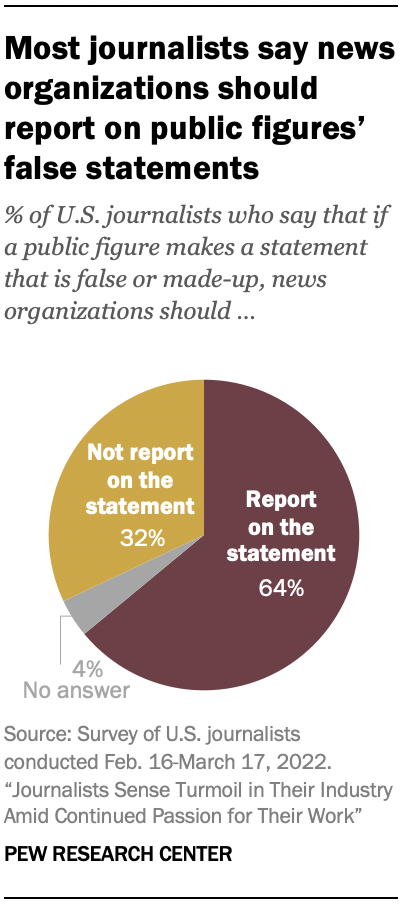 Most journalists say news
organizations should
report on public figures’
false statements
% of U.S. journalists who say that if
a public figure makes a statement
that is false or made-up, news
organizations should ...
Not report
on the
statement
32%
Report
on the
statement
64%
4%
No answer
Source: Survey of U.S. journalists
conducted Feb. 16-March 17, 2022.
“Journalists Sense Turmoil in Their Industry
Amid Continued Passion for Their Work”
PEW RESEARCH CENTER